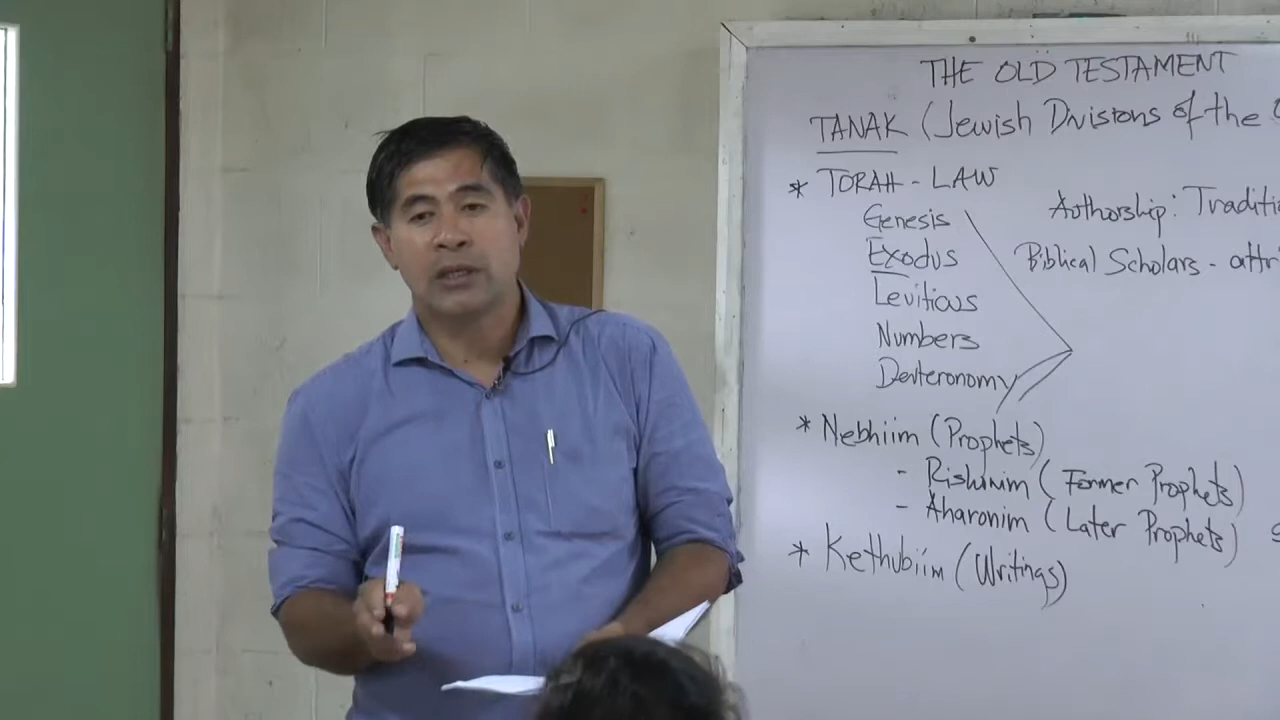 THE OLD TESTAMENT
TANAK (Jewish Divisions of the
* TORAH - LAW
Genesis
Exodus
Leviticus
Numbers
Deuteronomy
Authorship: Traditi
Biblical Scholars - attri
* Nebhiim (Prophets)
- Rishonim (Former Prophets)
- Aharonim (Later Prophets)
* Kethubiim (Writings)